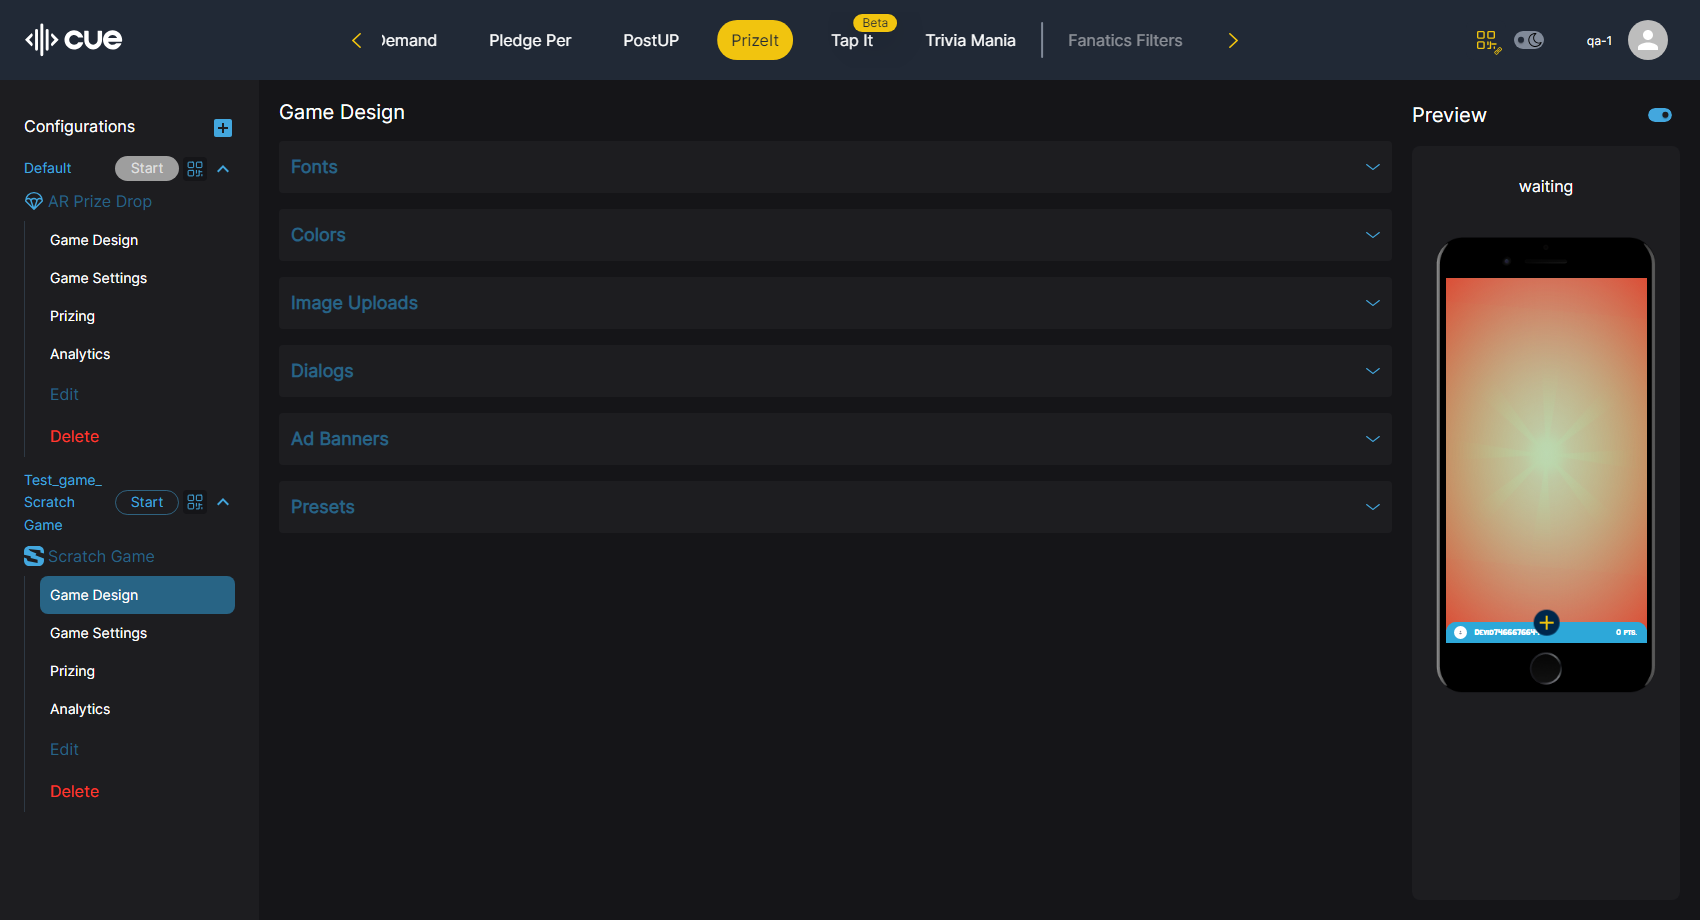 cue
Demand
Pledge Per
PostUP
PrizeIt
Beta
Tap It
Trivia Mania
Fanatics Filters
qa-1
Configurations
Default
Start
AR Prize Drop
Game Design
Game Settings
Prizing
Analytics
Edit
Delete
Test_game_
Scratch
Game
Start
Scratch Game
Game Design
Game Settings
Prizing
Analytics
Edit
Delete
Game Design
Fonts
Colors
Image Uploads
Dialogs
Ad Banners
Presets
Preview
waiting
0 PTS.